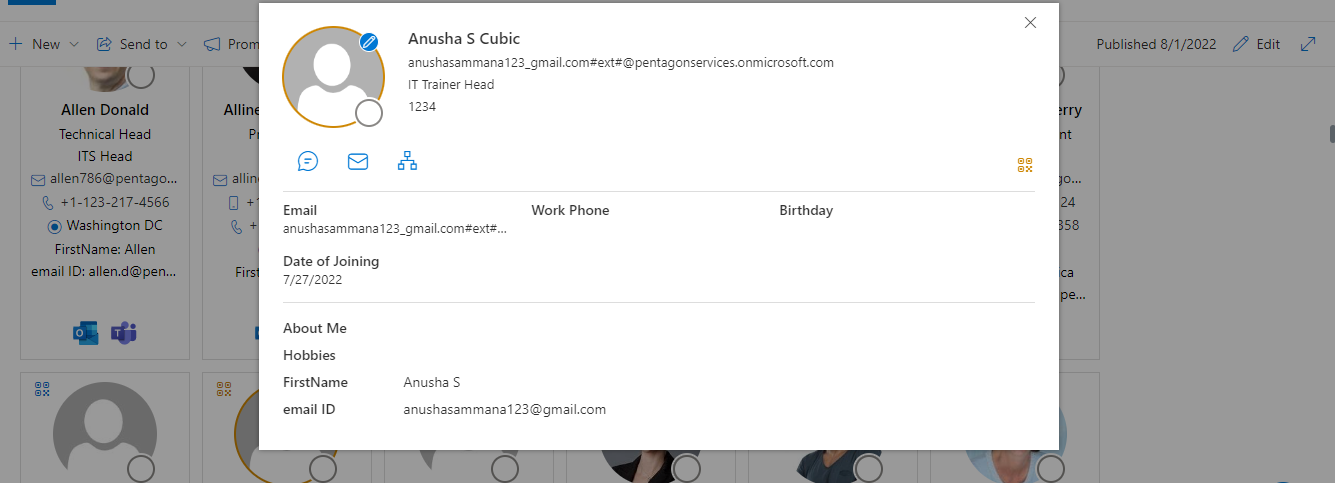 New
Send to
Prom
Published 8/1/2022
Edit
Allen Donald
Technical Head
ITS Head
allen786@pentago...
+1-123-217-4566
Washington DC
FirstName: Allen
email ID: allen.d@pen...
Alline
P
alline
+1
+
First
Anusha S Cubic
anushasammana123_gmail.com#ext#@pentagonservices.onmicrosoft.com
IT Trainer Head
1234
Email
anushasammana123_gmail.com#ext#...
Work Phone
Birthday
Date of Joining
7/27/2022
About Me
Hobbies
FirstName Anusha S
email ID anushasammana123@gmail.com
erry
nt
o...
24
358
ca
pe...